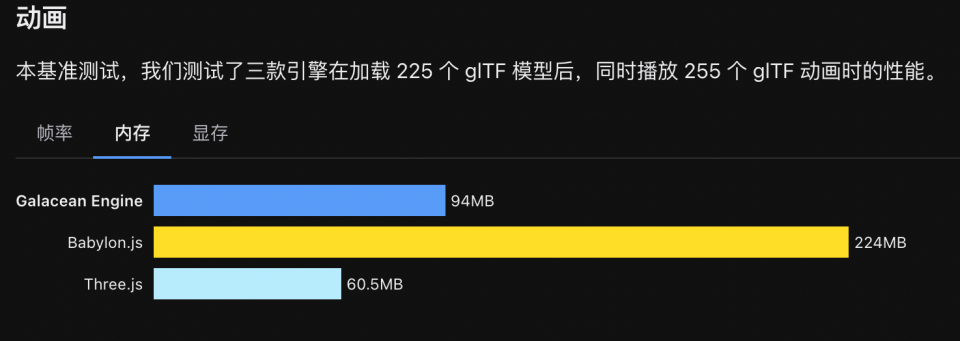 动画
本基准测试，我们测试了三款引擎在加载 225 个 glTF 模型后，同时播放 255 个 glTF 动画时的性能。
帧率 内存 显存
Galacean Engine 94MB
Babylon.js 224MB
Three.js 60.5MB